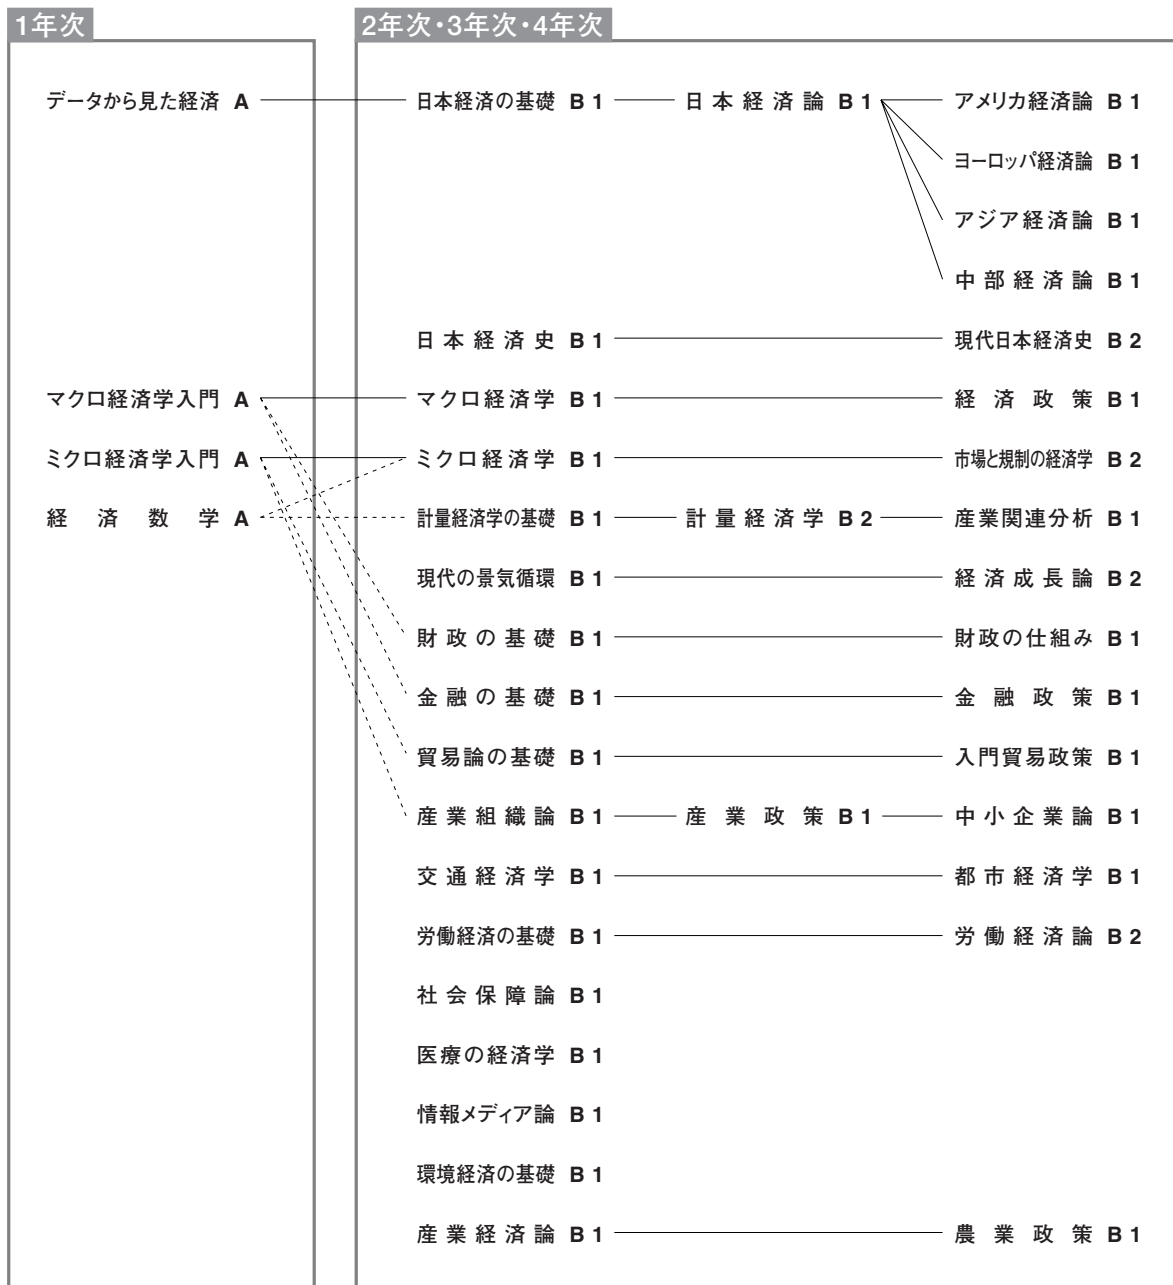 1年次 2年次・3年次・4年次
データから見た経済 A 日本経済の基礎 B 1 日本経済論 B 1 アメリカ経済論 B 1
ヨーロッパ経済論 B 1
アジア経済論 B 1
中部経済論 B 1
日本経済史 B 1 現代日本経済史 B 2
マクロ経済学入門 A マクロ経済学 B 1 経済政策 B 1
ミクロ経済学入門 A ミクロ経済学 B 1 市場と規制の経済学 B 2
経済数学 A 計量経済学の基礎 B 1 計量経済学 B 2 産業関連分析 B 1
現代の景気循環 B 1 経済成長論 B 2
財政の基礎 B 1 財政の仕組み B 1
金融の基礎 B 1 金融政策 B 1
貿易論の基礎 B 1 入門貿易政策 B 1
産業組織論 B 1 産業政策 B 1 中小企業論 B 1
交通経済学 B 1 都市経済学 B 1
労働経済の基礎 B 1 労働経済論 B 2
社会保障論 B 1
医療の経済学 B 1
情報メディア論 B 1
環境経済の基礎 B 1
産業経済論 B 1 農業政策 B 1